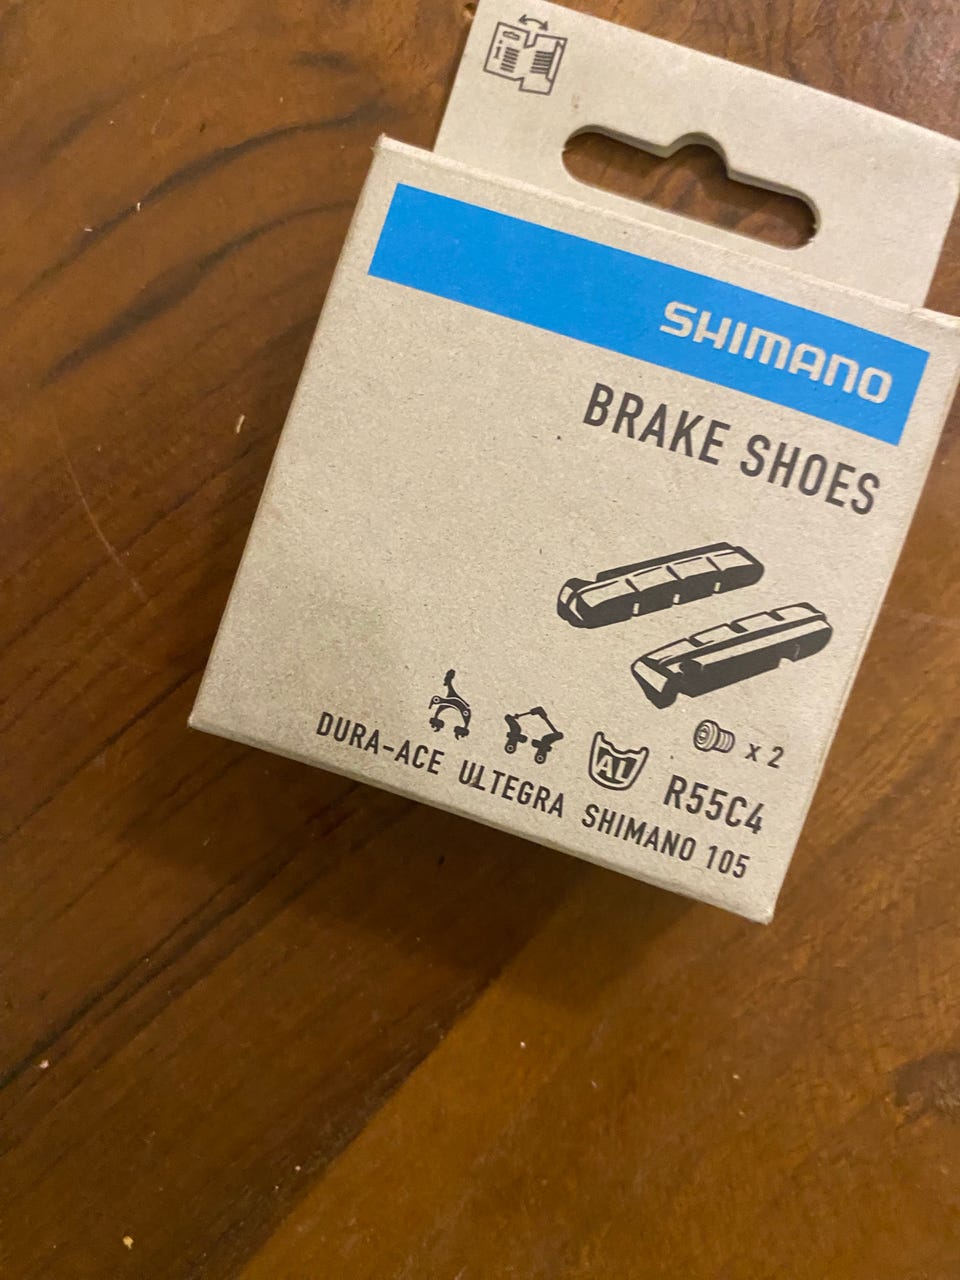 SHIMANO
BRAKE SHOES
x 2
AL
R55C4
DURA-ACE ULTEGRA SHIMANO 105